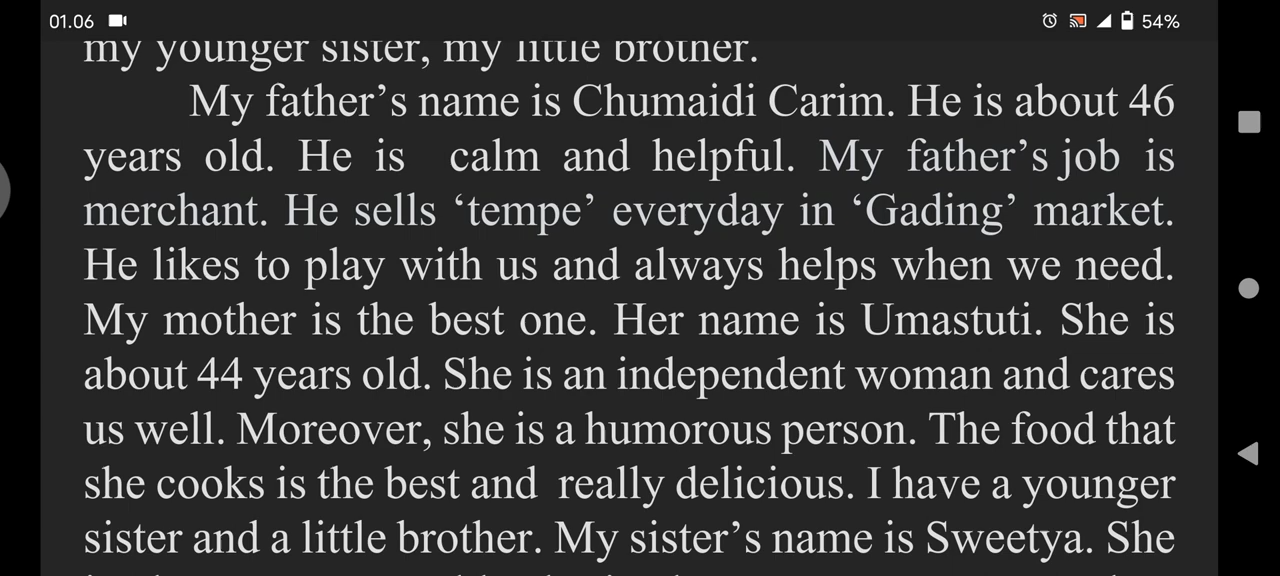 01.06
54%
my younger sister, my little brother.
My father’s name is Chumaidi Carim. He is about 46
years old. He is calm and helpful. My father’s job is
merchant. He sells ‘tempe’ everyday in ‘Gading’ market.
He likes to play with us and always helps when we need.
My mother is the best one. Her name is Umastuti. She is
about 44 years old. She is an independent woman and cares
us well. Moreover, she is a humorous person. The food that
she cooks is the best and really delicious. I have a younger
sister and a little brother. My sister’s name is Sweetya. She